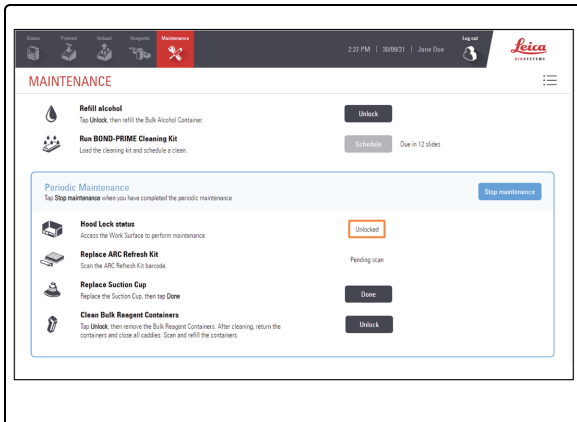 Status Preload Unload Reagents Maintenance
2:27 PM | 30/09/21 | Jane Doe
Log out
Leica
BIOSYSTEMS
MAINTENANCE
Refill alcohol
Tap Unlock, then refill the Bulk Alcohol Container.
Unlock
Run BOND-PRIME Cleaning Kit
Load the cleaning kit and schedule a clean.
Schedule
Due in 12 slides
Periodic Maintenance
Tap Stop maintenance when you have completed the periodic maintenance.
Stop maintenance
Hood Lock status
Access the Work Surface to perform maintenance.
Unlocked
Replace ARC Refresh Kit
Scan the ARC Refresh Kit barcode.
Pending scan
Replace Suction Cup
Replace the Suction Cup, then tap Done
Done
Clean Bulk Reagent Containers
Tap Unlock, then remove the Bulk Reagent Containers. After cleaning, return the
containers and close all caddies. Scan and refill the containers.
Unlock